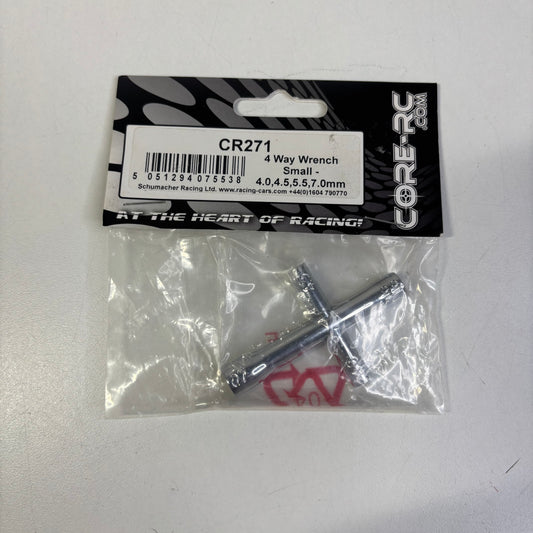 CR271
4 Way Wrench
Small -
4.0,4.5,5.5,7.0mm
5 051294 075538
Schumacher Racing Ltd. www.racing-cars.com +44(0)1604 790770
AT THE HEART OF RACING!
CORE-RC
.COM